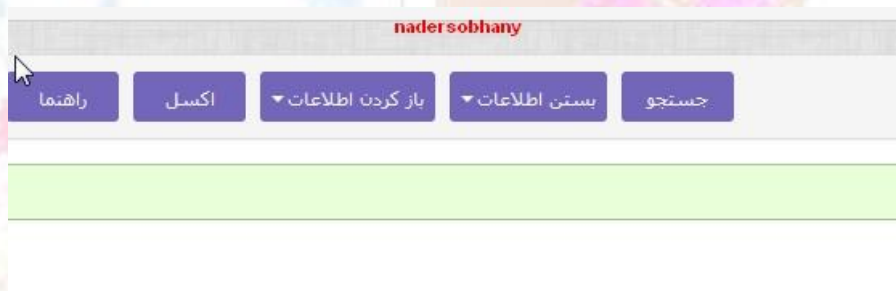 nadersobhany
جستجو بستن اطلاعات باز کردن اطلاعات اکسل راهنما